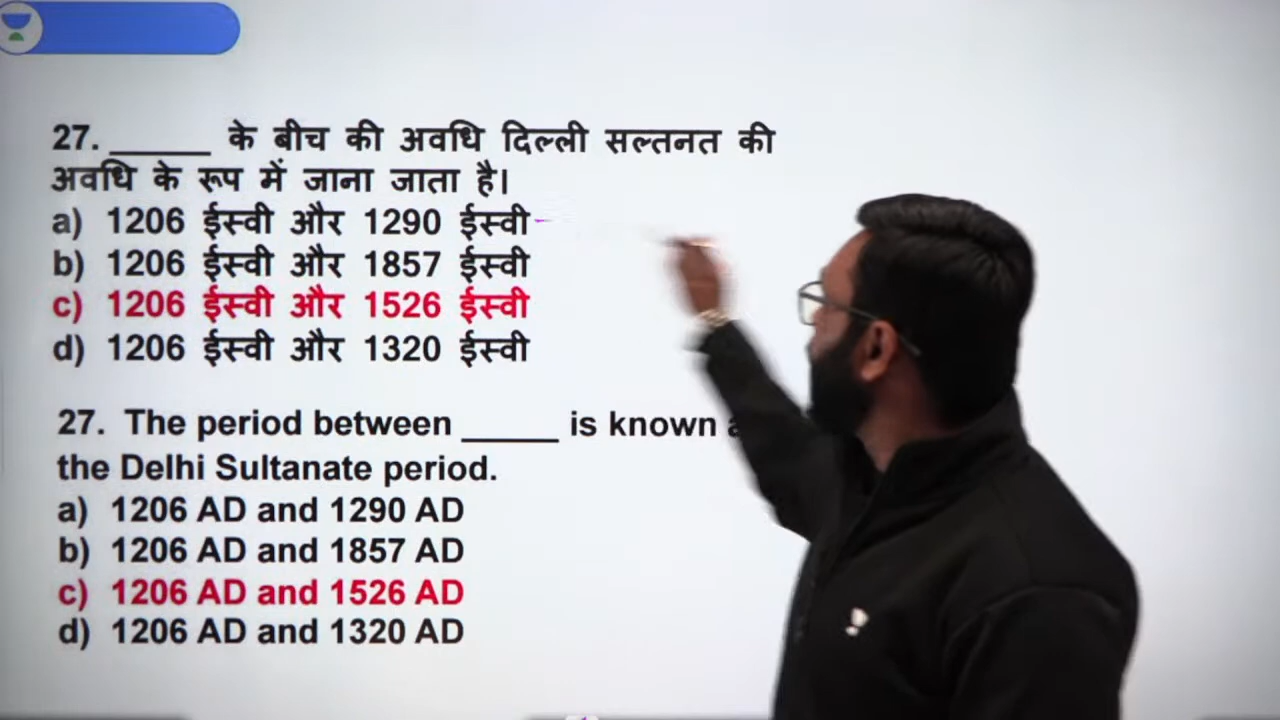 27. _____ के बीच की अवधि दिल्ली सल्तनत की
अवधि के रूप में जाना जाता है।
a) 1206 ईस्वी और 1290 ईस्वी
b) 1206 ईस्वी और 1857 ईस्वी
c) 1206 ईस्वी और 1526 ईस्वी
d) 1206 ईस्वी और 1320 ईस्वी
27. The period between _____ is known
the Delhi Sultanate period.
a) 1206 AD and 1290 AD
b) 1206 AD and 1857 AD
c) 1206 AD and 1526 AD
d) 1206 AD and 1320 AD